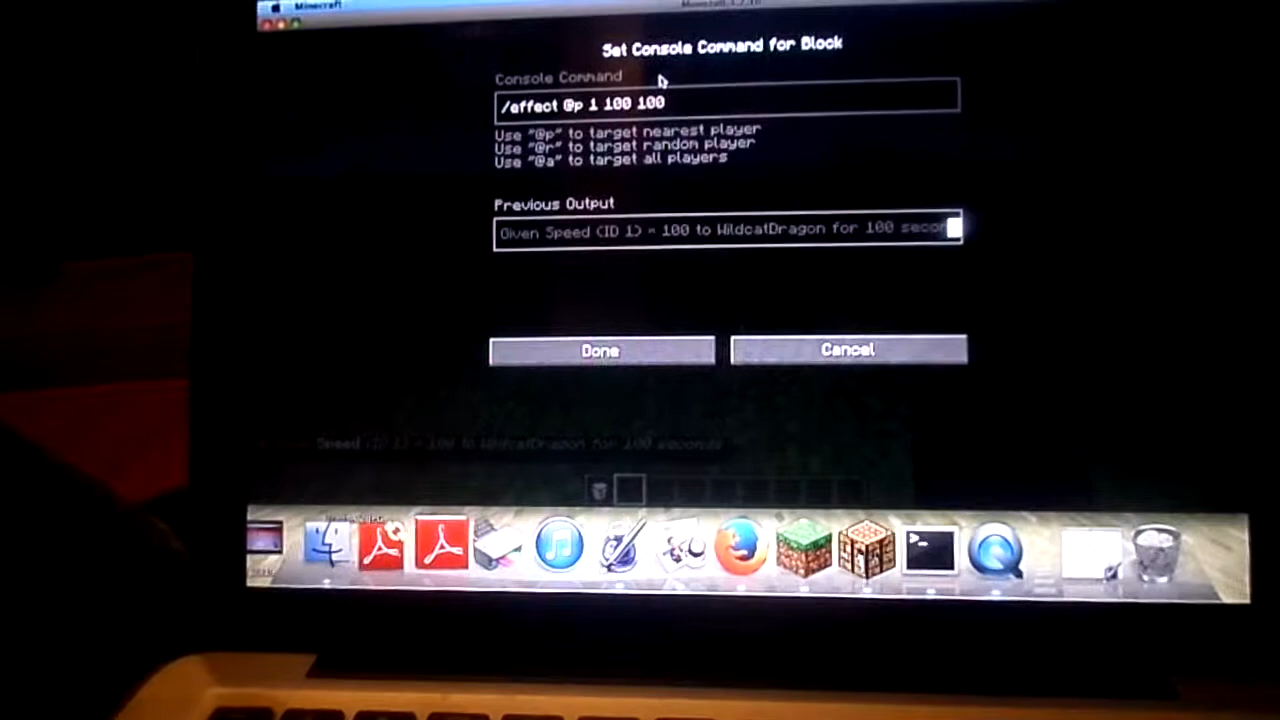 Minecraft
Set Console Command for Block
Console Command
/effect @p 1 100 100
Use "@p" to target nearest player
Use "@r" to target random player
Use "@a" to target all players
Previous Output
Given Speed (ID 1) * 100 to WildcatDragon for 100 secon
Done
Cancel
Speed (ID 1) * 100 to WildcatDragon for 100 seconds